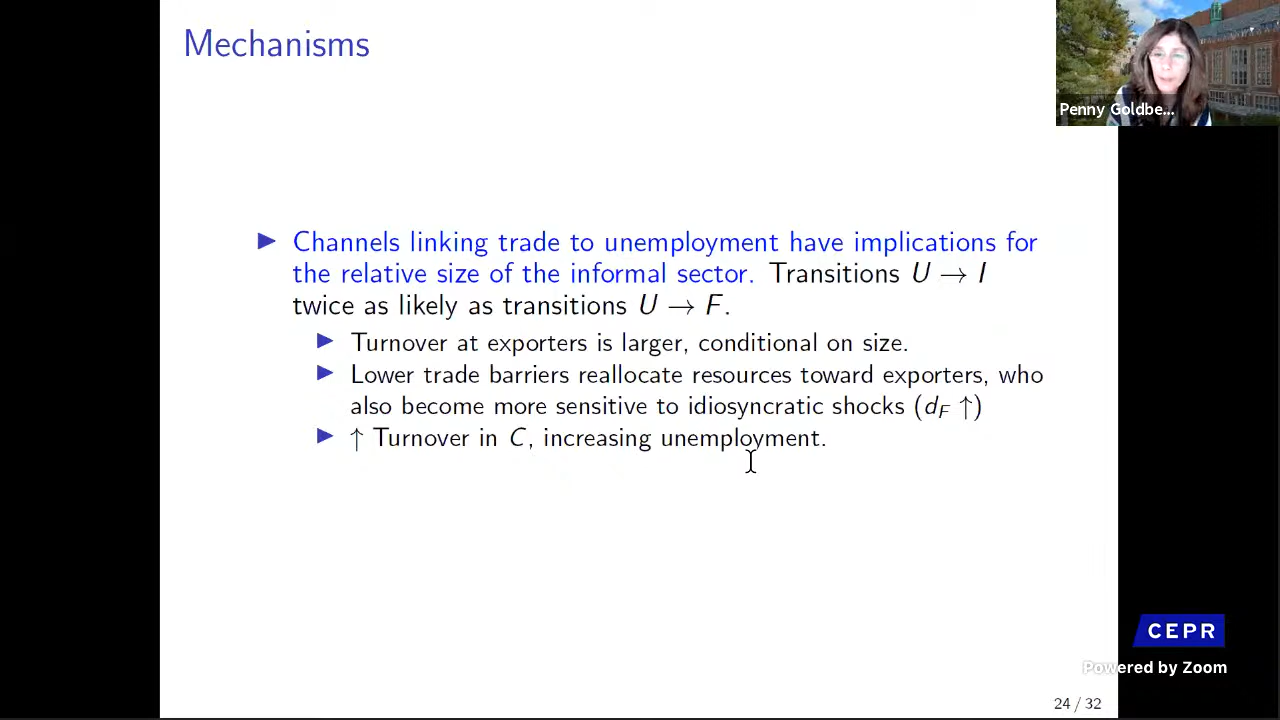 Mechanisms
Penny Goldbe...
▶ Channels linking trade to unemployment have implications for
the relative size of the informal sector. Transitions U → I
twice as likely as transitions U → F.
▶ Turnover at exporters is larger, conditional on size.
▶ Lower trade barriers reallocate resources toward exporters, who
also become more sensitive to idiosyncratic shocks (d_F ↑)
▶ ↑ Turnover in C, increasing unemployment.
CEPR
Powered by Zoom
24 / 32